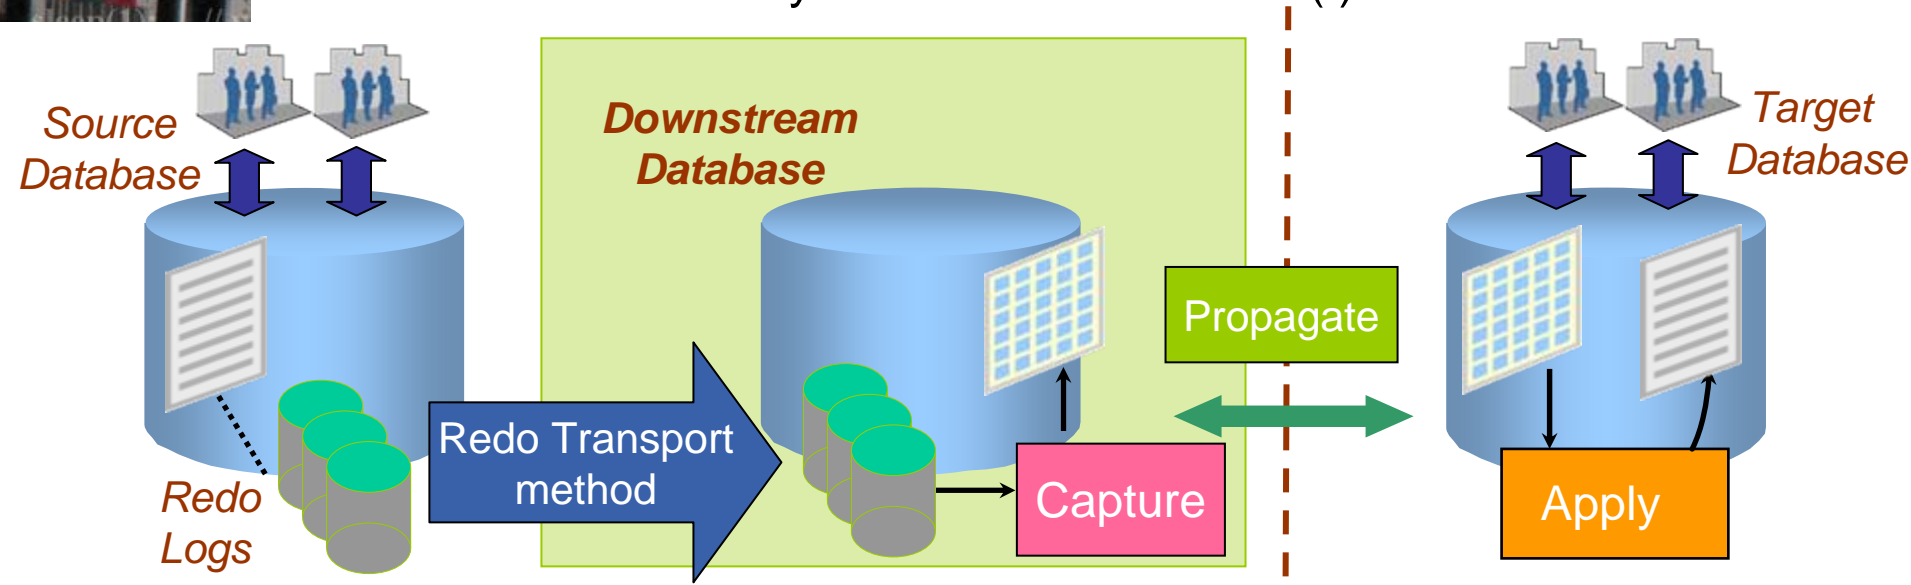 Source
Database
Downstream
Database
Target
Database
Propagate
Redo Transport
method
Capture
Apply
Redo
Logs